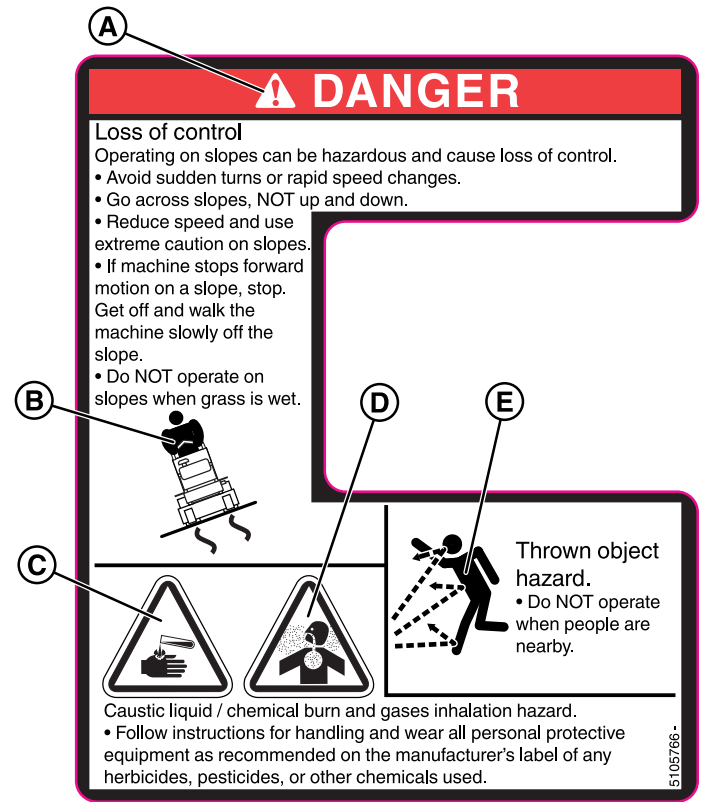 A
DANGER
Loss of control
Operating on slopes can be hazardous and cause loss of control.
• Avoid sudden turns or rapid speed changes.
• Go across slopes, NOT up and down.
• Reduce speed and use
extreme caution on slopes.
• If machine stops forward
motion on a slope, stop.
Get off and walk the
machine slowly off the
slope.
• Do NOT operate on
slopes when grass is wet.
B
D
E
C
Thrown object
hazard.
• Do NOT operate
when people are
nearby.
Caustic liquid / chemical burn and gases inhalation hazard.
• Follow instructions for handling and wear all personal protective
equipment as recommended on the manufacturer's label of any
herbicides, pesticides, or other chemicals used.
5105766 -